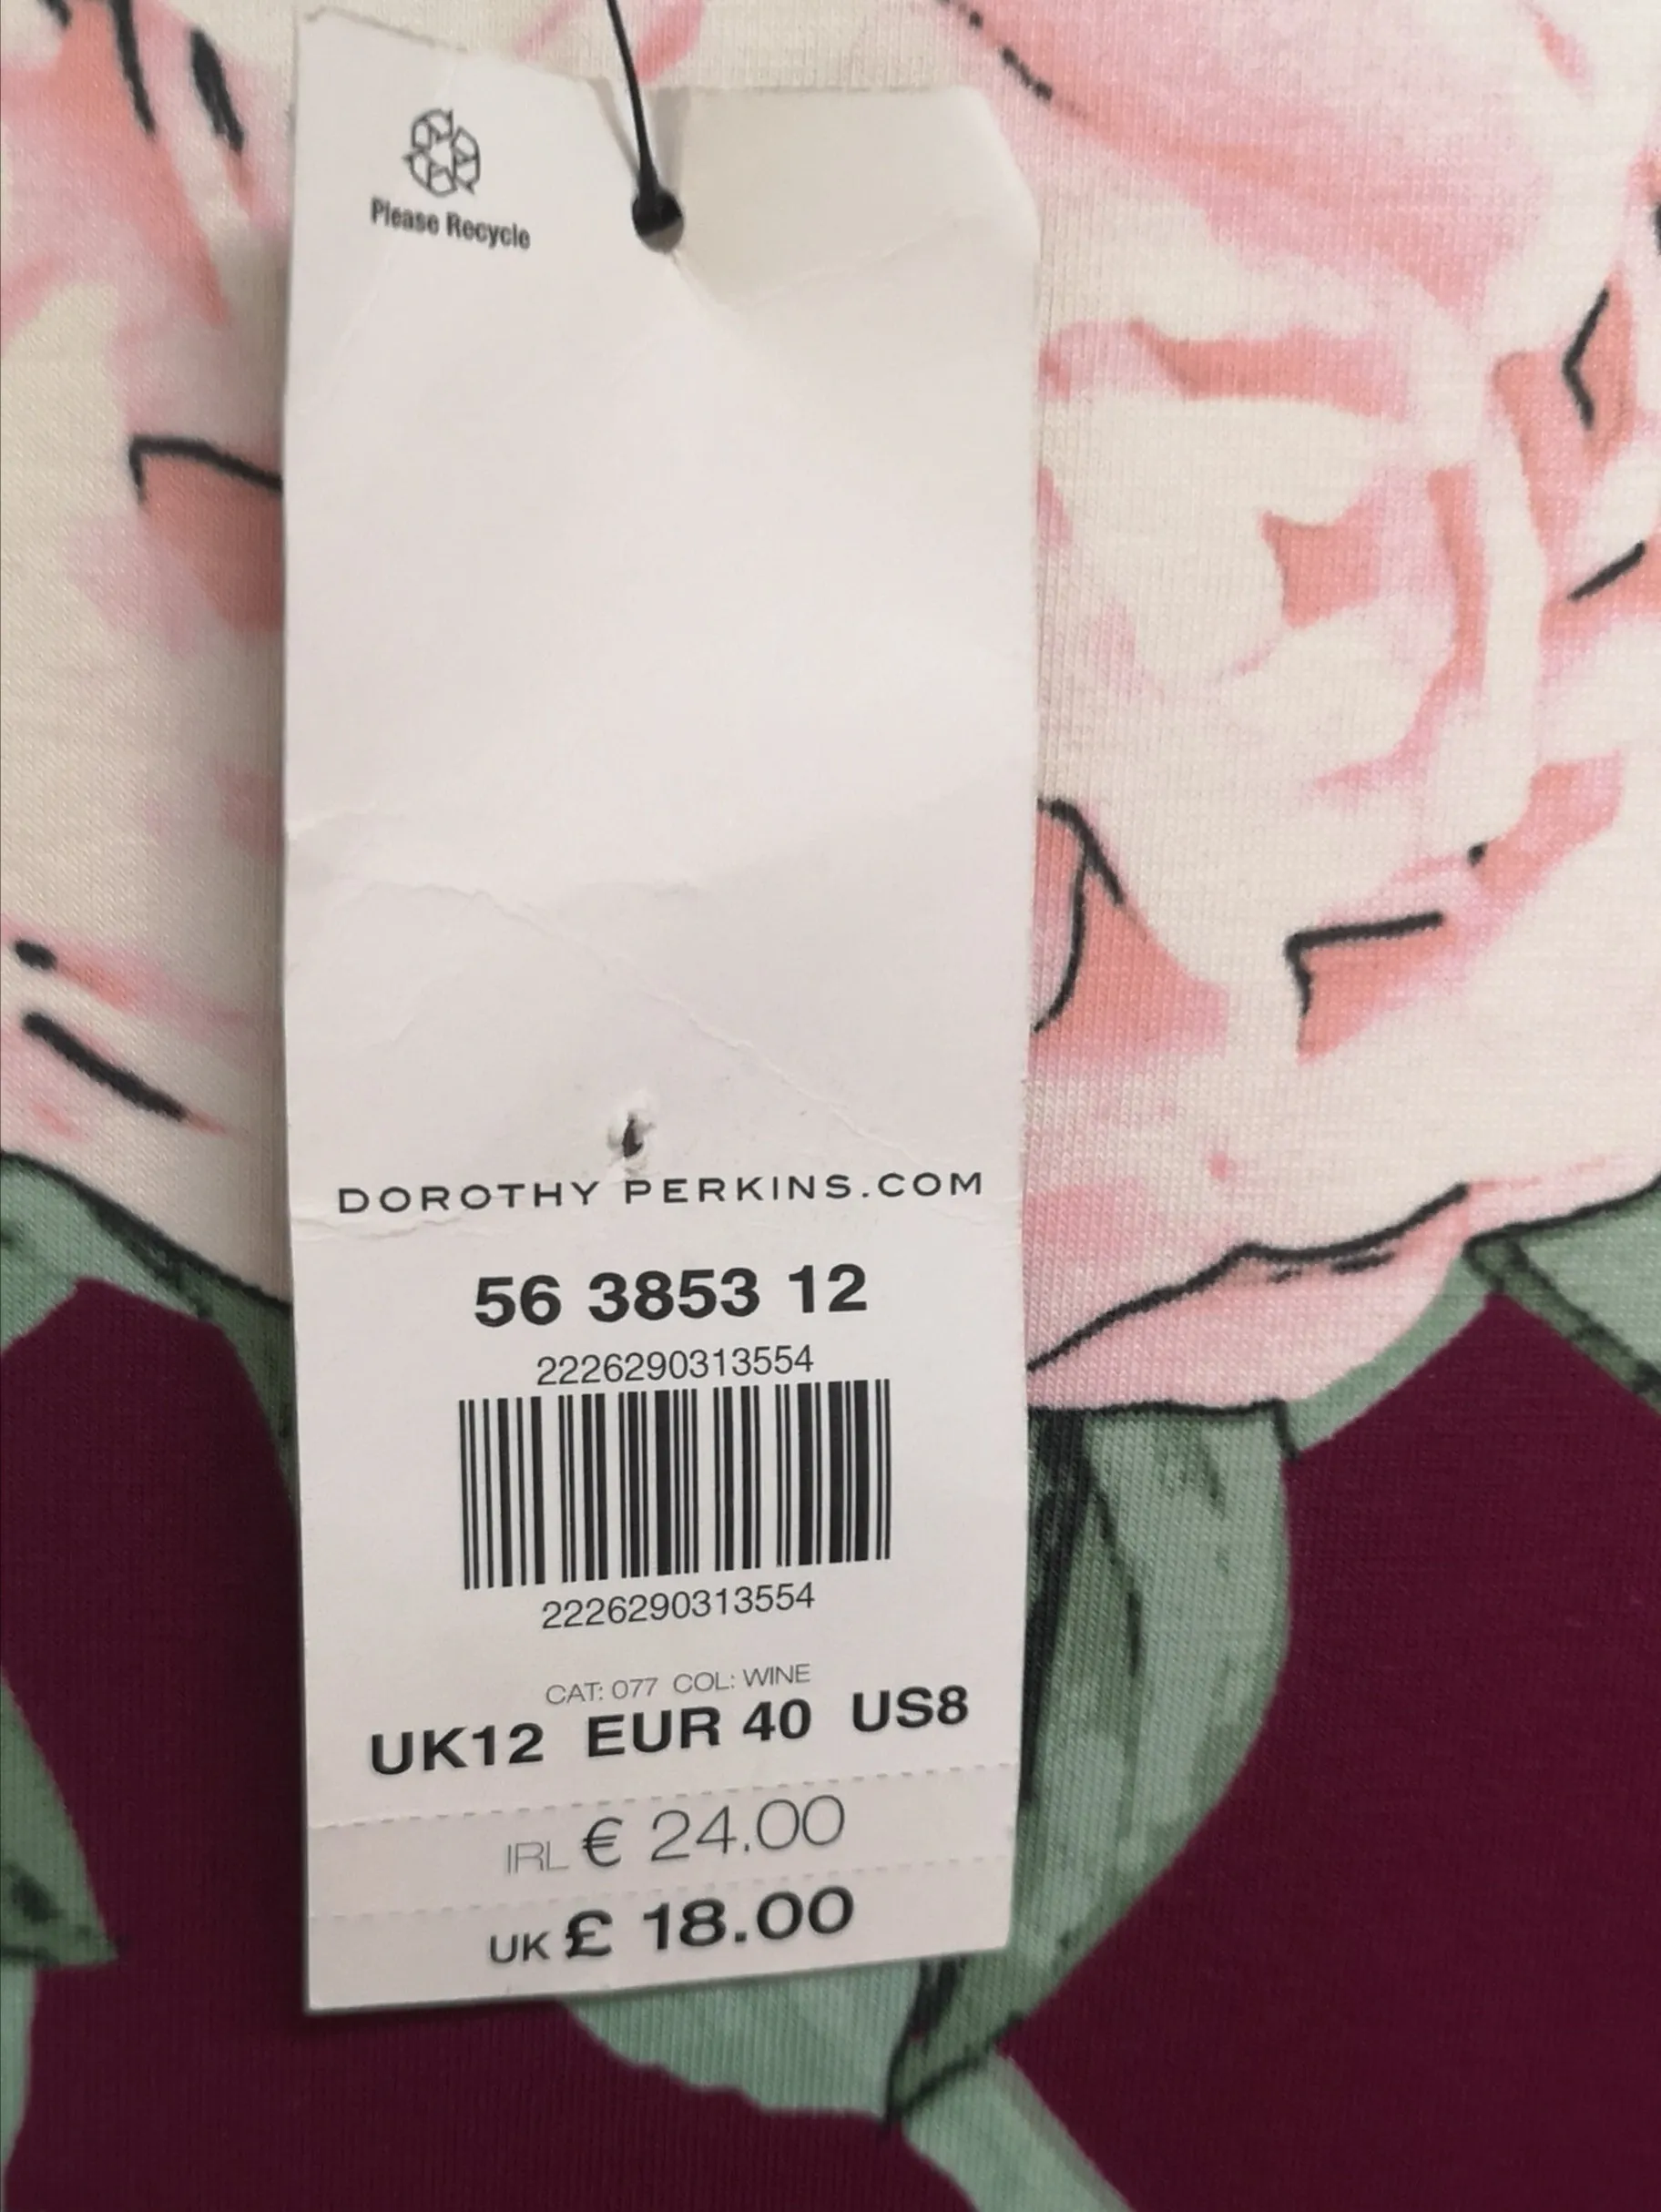 Please Recycle
DOROTHY PERKINS.COM
56 3853 12
2226290313554
2226290313554
CAT: 077 COL: WINE
UK12 EUR 40 US8
IRL € 24.00
UK £ 18.00